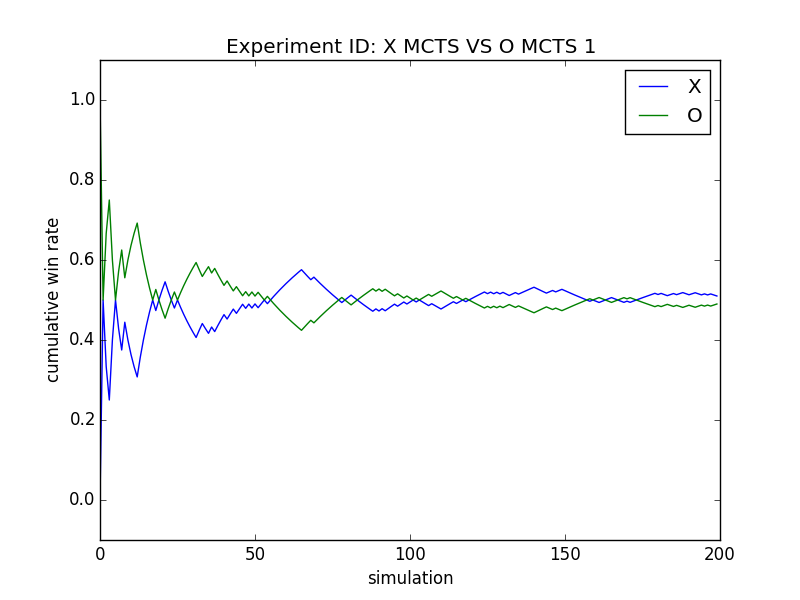 Experiment ID: X MCTS VS O MCTS 1
X
O
1.0
0.8
0.6
0.4
0.2
0.0
cumulative win rate
0 50 100 150 200
simulation